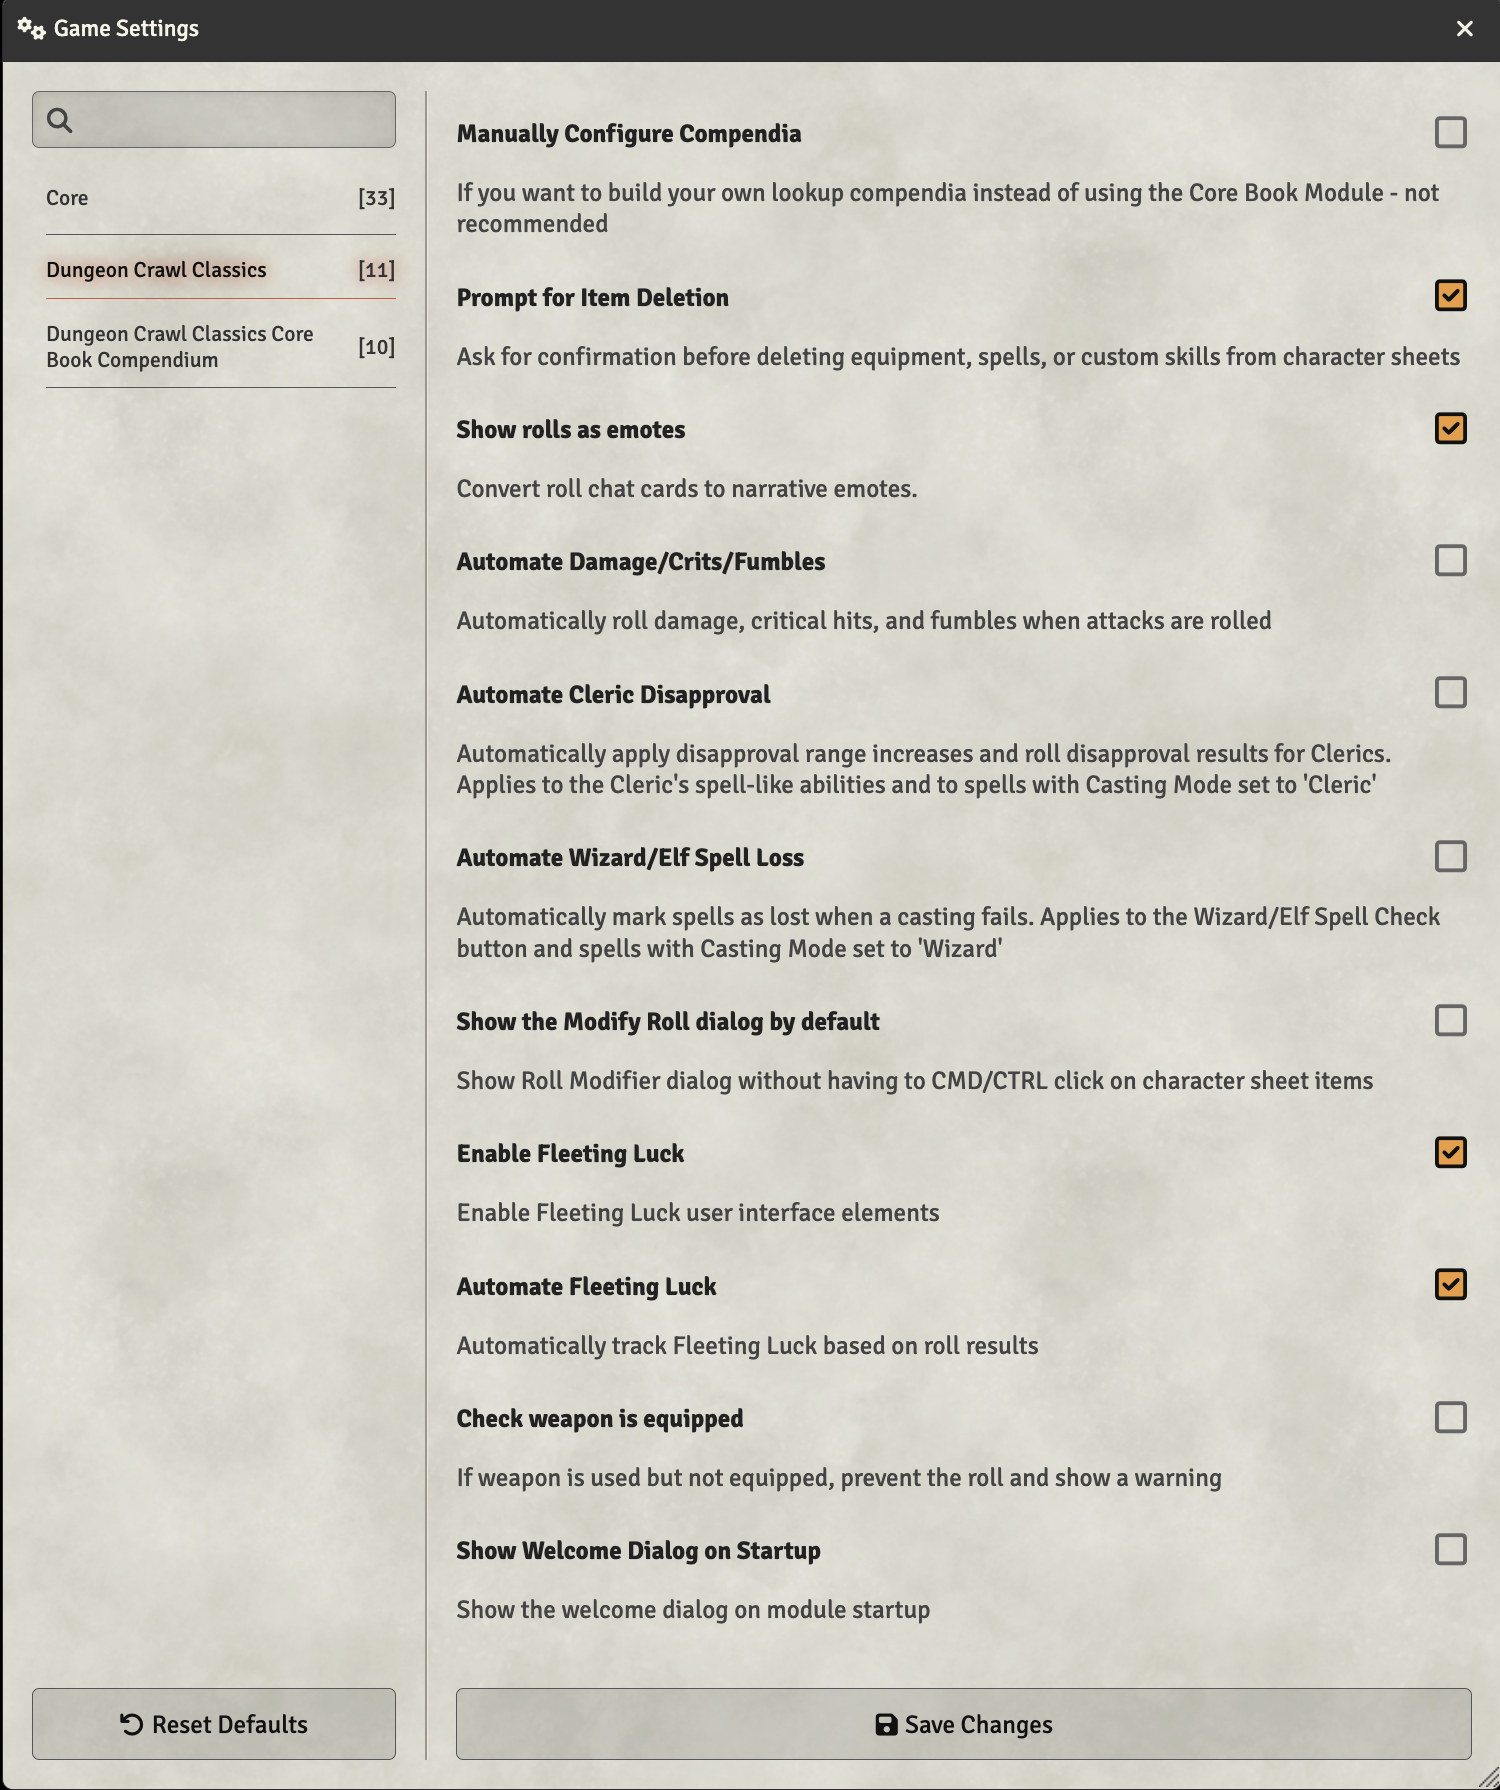 Game Settings
Core [33]
Dungeon Crawl Classics [11]
Dungeon Crawl Classics Core
Book Compendium [10]
Reset Defaults
Manually Configure Compendia
If you want to build your own lookup compendia instead of using the Core Book Module - not
recommended
Prompt for Item Deletion
Ask for confirmation before deleting equipment, spells, or custom skills from character sheets
Show rolls as emotes
Convert roll chat cards to narrative emotes.
Automate Damage/Crits/Fumbles
Automatically roll damage, critical hits, and fumbles when attacks are rolled
Automate Cleric Disapproval
Automatically apply disapproval range increases and roll disapproval results for Clerics.
Applies to the Cleric's spell-like abilities and to spells with Casting Mode set to 'Cleric'
Automate Wizard/Elf Spell Loss
Automatically mark spells as lost when a casting fails. Applies to the Wizard/Elf Spell Check
button and spells with Casting Mode set to 'Wizard'
Show the Modify Roll dialog by default
Show Roll Modifier dialog without having to CMD/CTRL click on character sheet items
Enable Fleeting Luck
Enable Fleeting Luck user interface elements
Automate Fleeting Luck
Automatically track Fleeting Luck based on roll results
Check weapon is equipped
If weapon is used but not equipped, prevent the roll and show a warning
Show Welcome Dialog on Startup
Show the welcome dialog on module startup
Save Changes